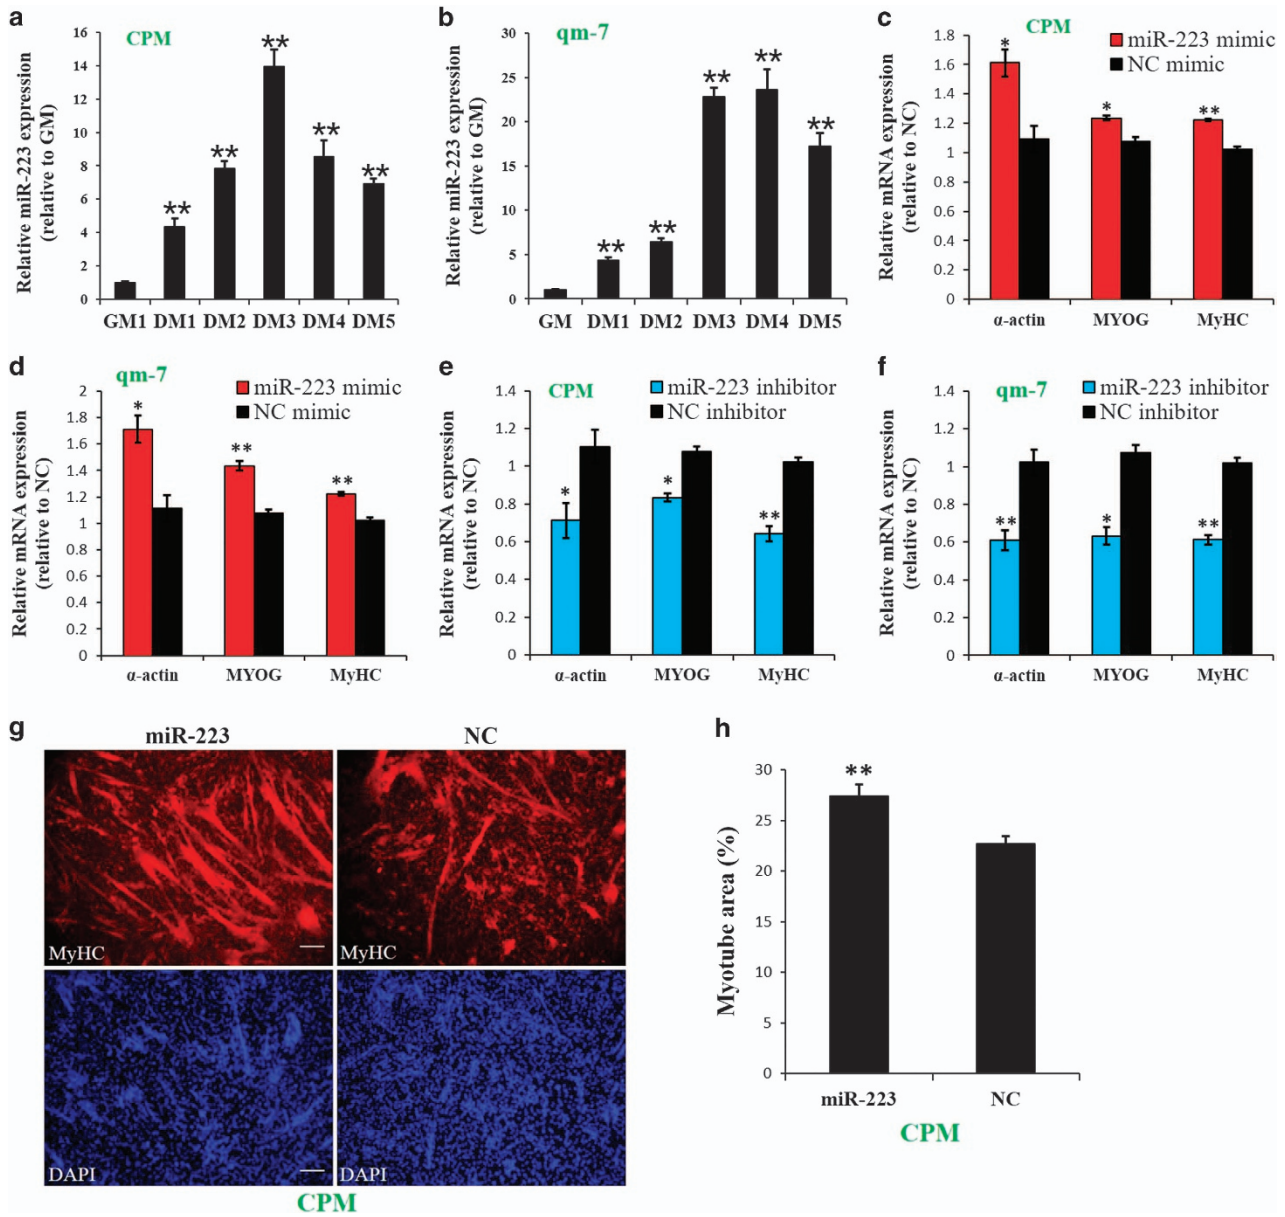 a
CPM
Relative miR-223 expression
(relative to GM)
16
14
12
10
8
6
4
2
0
**
**
**
**
**
GM1 DM1 DM2 DM3 DM4 DM5
b
qm-7
Relative miR-223 expression
(relative to GM)
30
25
20
15
10
5
0
**
**
**
**
**
GM DM1 DM2 DM3 DM4 DM5
c
CPM
miR-223 mimic
NC mimic
Relative mRNA expression
(relative to NC)
1.8
1.6
1.4
1.2
1
0.8
0.6
0.4
0.2
0
*
*
**
α-actin MYOG MyHC
d
qm-7
miR-223 mimic
NC mimic
Relative mRNA expression
(relative to NC)
2
1.8
1.6
1.4
1.2
1
0.8
0.6
0.4
0.2
0
*
**
**
α-actin MYOG MyHC
e
CPM
miR-223 inhibitor
NC inhibitor
Relative mRNA expression
(relative to NC)
1.4
1.2
1
0.8
0.6
0.4
0.2
0
*
*
**
α-actin MYOG MyHC
f
qm-7
miR-223 inhibitor
NC inhibitor
Relative mRNA expression
(relative to NC)
1.4
1.2
1
0.8
0.6
0.4
0.2
0
**
*
**
α-actin MYOG MyHC
g
miR-223 NC
MyHC MyHC
DAPI DAPI
CPM
h
Myotube area (%)
30
25
20
15
10
5
0
**
miR-223 NC
CPM